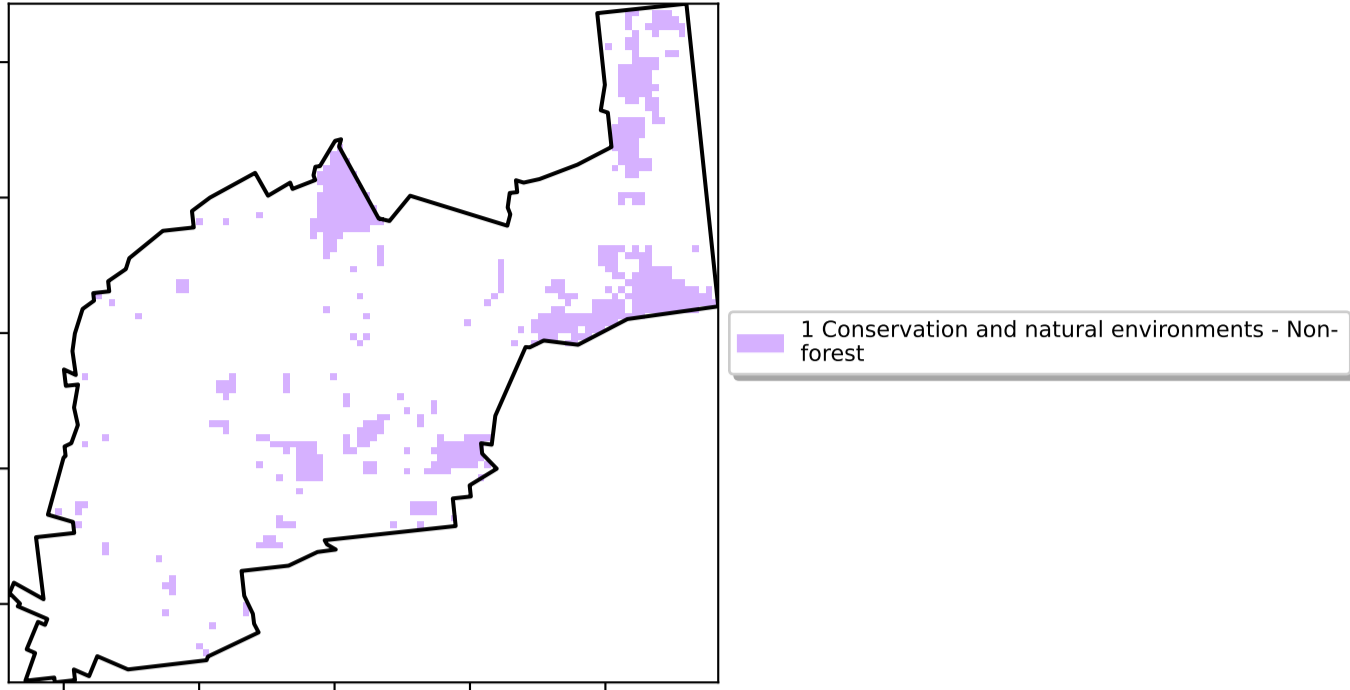 1 Conservation and natural environments - Non-
forest